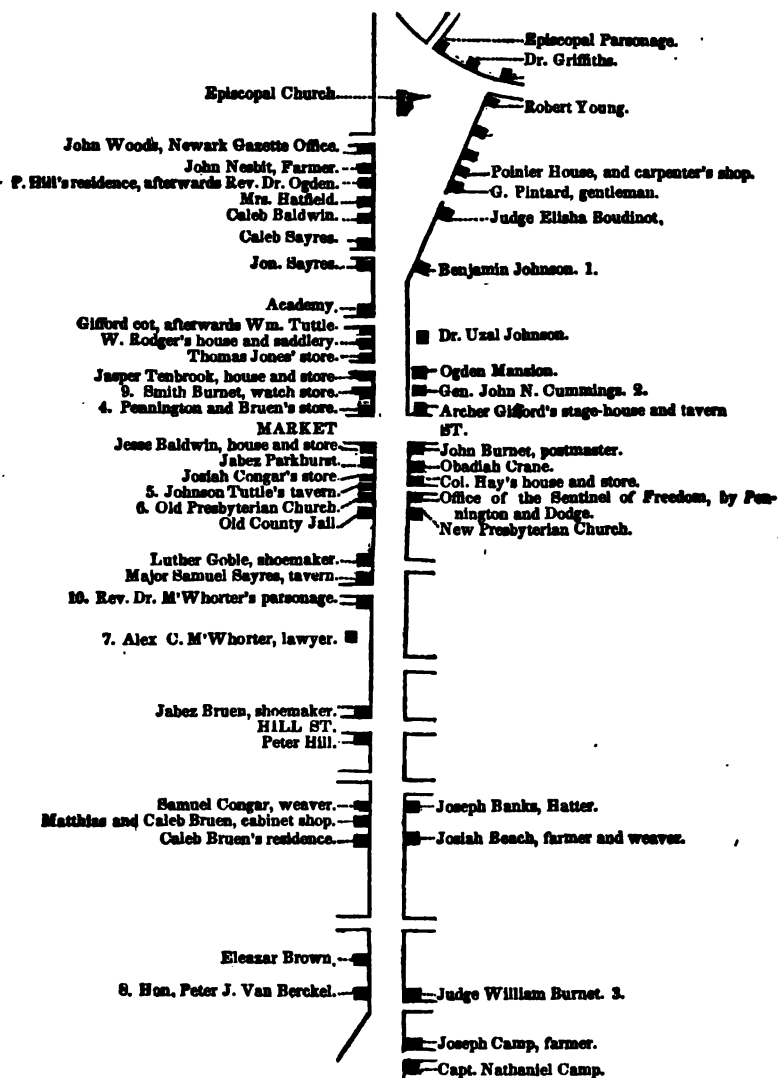 Episcopal Parsonage.
Dr. Griffiths.
Episcopal Church
Robert Young.
John Woods, Newark Gazette Office.
John Nesbit, Farmer.
Poinier House, and carpenter's shop.
P. Hill's residence, afterwards Rev. Dr. Ogden.
G. Pintard, gentleman.
Mrs. Hatfield.
Caleb Baldwin.
Judge Elisha Boudinot,
Caleb Sayres.
Jon. Sayres.
Benjamin Johnson. 1.
Academy.
Gifford cot, afterwards Wm. Tuttle.
W. Rodger's house and saddlery.
Dr. Uzal Johnson.
Thomas Jones' store.
Jasper Tenbrook, house and store
Ogden Mansion.
9. Smith Burnet, watch store.
Gen. John N. Cummings. 2.
4. Pennington and Bruen's store.
Archer Gifford's stage-house and tavern
MARKET
ST.
Jesse Baldwin, house and store
John Burnet, postmaster.
Jabez Parkhurst.
Obadiah Crane.
Josiah Congar's store
Col. Hay's house and store.
5. Johnson Tuttle's tavern.
Office of the Sentinel of Freedom, by Pen-
6. Old Presbyterian Church.
nington and Dodge.
Old County Jail.
New Presbyterian Church.
Luther Goble, shoemaker.
Major Samuel Sayres, tavern.
10. Rev. Dr. M'Whorter's parsonage.
7. Alex C. M'Whorter, lawyer.
Jabez Bruen, shoemaker.
HILL ST.
Peter Hill.
Samuel Congar, weaver.
Joseph Banks, Hatter.
Matthias and Caleb Bruen, cabinet shop.
Caleb Bruen's residence.
Josiah Beach, farmer and weaver.
Eleazar Brown,
8. Hon. Peter J. Van Berckel.
Judge William Burnet. 3.
Joseph Camp, farmer.
Capt. Nathaniel Camp.